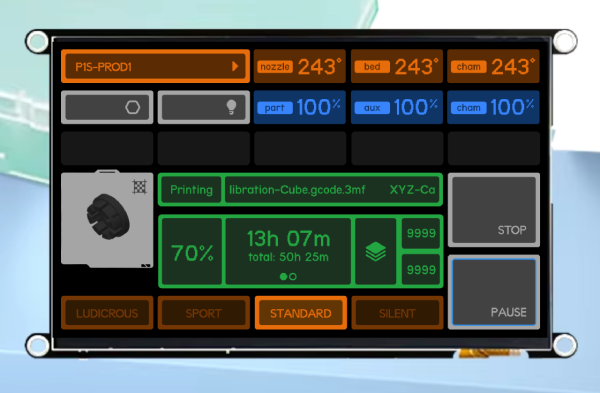 P1S-PROD1
nozzle 243°
bed 243°
cham 243°
part 100%
aux 100%
cham 100%
Printing
libration-Cube.gcode.3mf XYZ-Ca
70%
13h 07m
total: 50h 25m
9999
9999
STOP
PAUSE
LUDICROUS
SPORT
STANDARD
SILENT